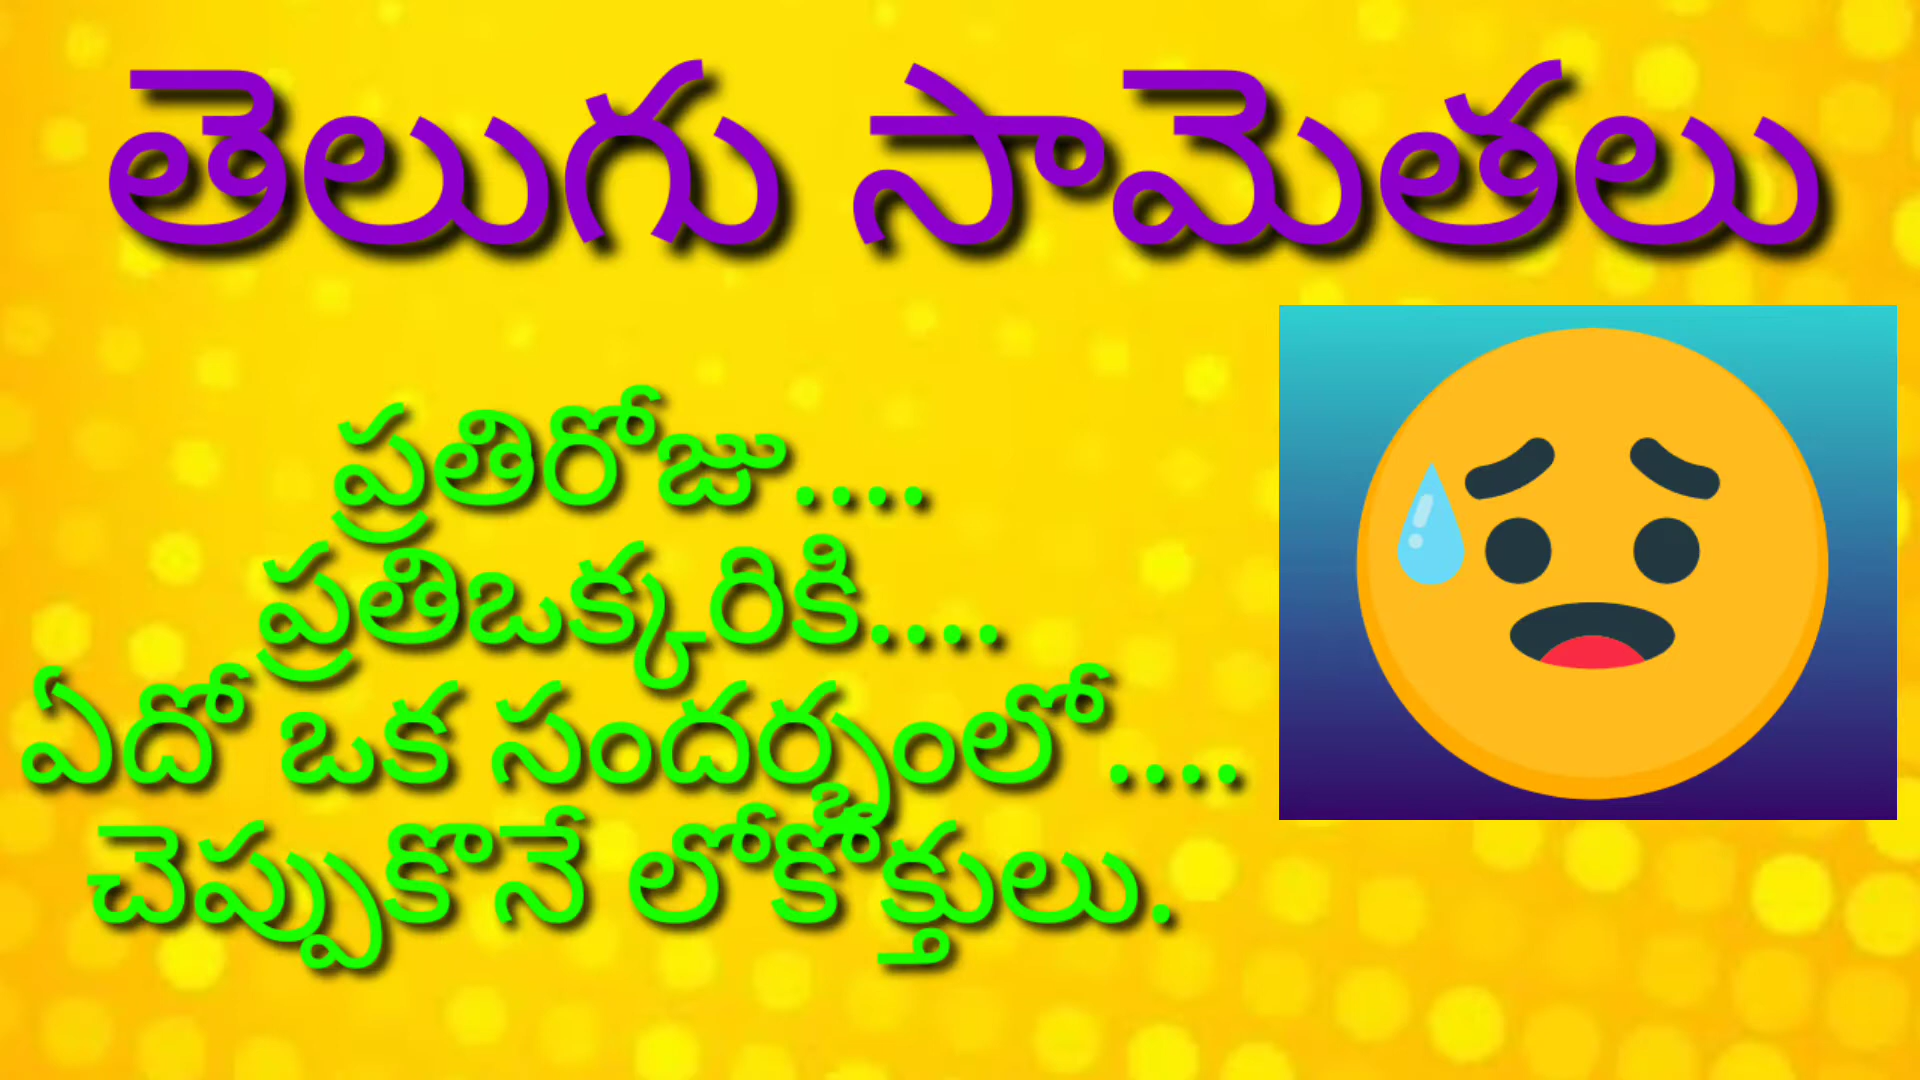 తెలుగు సామెతలు
ప్రతిరోజు....
ప్రతిఒక్కరికి....
ఏదో ఒక సందర్భంలో....
చెప్పుకొనే లోకోక్తులు.